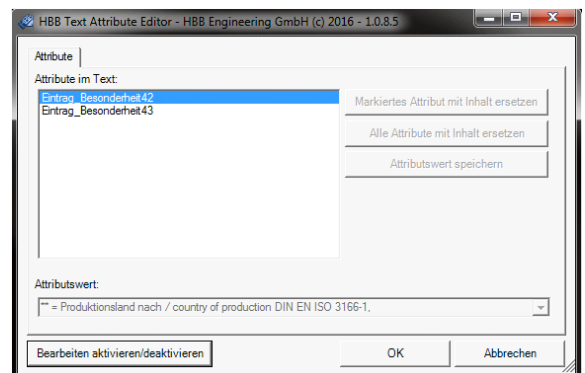 HBB Text Attribute Editor - HBB Engineering GmbH (c) 2016 - 1.0.8.5
Attribute
Attribute im Text:
Eintrag_Besonderheit42
Eintrag_Besonderheit43
Markiertes Attribut mit Inhalt ersetzen
Alle Attribute mit Inhalt ersetzen
Attributswert speichern
Attributswert:
"* = Produktionsland nach / country of production DIN EN ISO 3166-1,
Bearbeiten aktivieren/deaktivieren
OK
Abbrechen